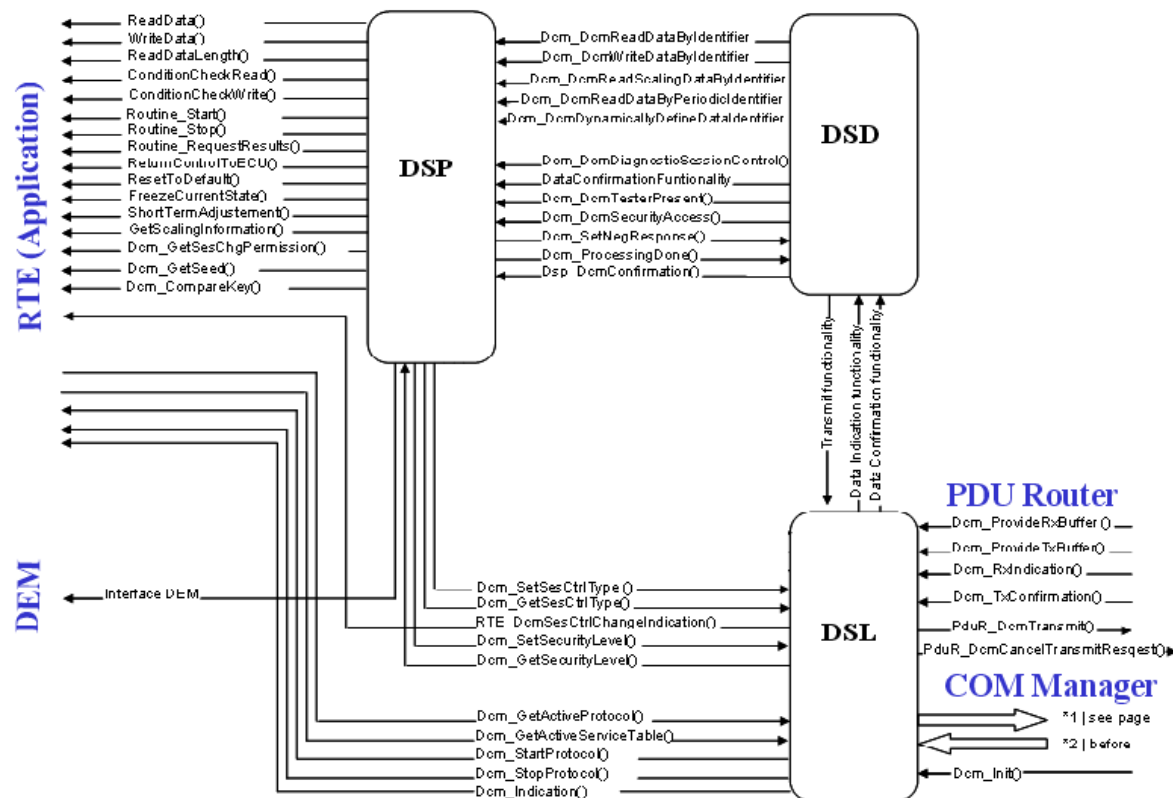 ReadData()
WriteData()
ReadDataLength()
ConditionCheckRead()
ConditionCheckWrite()
Routine_Start()
Routine_Stop()
Routine_RequestResults()
ReturnControlToECU()
ResetToDefault()
FreezeCurrentState()
ShortTermAdjustement()
GetScalingInformation()
Dcm_GetSesChgPermission()
Dcm_GetSeed()
Dcm_CompareKey()
RTE (Application)
DSP
Dcm_DcmReadDataByIdentifier
Dcm_DcmWriteDataByIdentifier
Dcm_DcmReadScalingDataByIdentifier
Dcm_DcmReadDataByPeriodicIdentifier
Dcm_DcmDynamicallyDefineDataIdentifier
Dcm_DcmDiagnosticSessionControl()
DataConfirmationFuntionality
Dcm_DcmTesterPresent()
Dcm_DcmSecurityAccess()
Dcm_SetNegResponse()
Dcm_ProcessingDone()
Dsp_DcmConfirmation()
DSD
Transmit functionality
Data Indication functionality
Data Confirmation functionality
DEM
Interface DEM
Dcm_SetSesCtrlType()
Dcm_GetSesCtrlType()
RTE_DcmSesCtrlChangeIndication()
Dcm_SetSecurityLevel()
Dcm_GetSecurityLevel()
Dcm_GetActiveProtocol()
Dcm_GetActiveServiceTable()
Dcm_StartProtocol()
Dcm_StopProtocol()
Dcm_Indication()
DSL
PDU Router
Dcm_ProvideRxBuffer()
Dcm_ProvideTxBuffer()
Dcm_RxIndication()
Dcm_TxConfirmation()
PduR_DcmTransmit()
PduR_DcmCancelTransmitResqest()
COM Manager
*1 | see page
*2 | before
Dcm_Init()